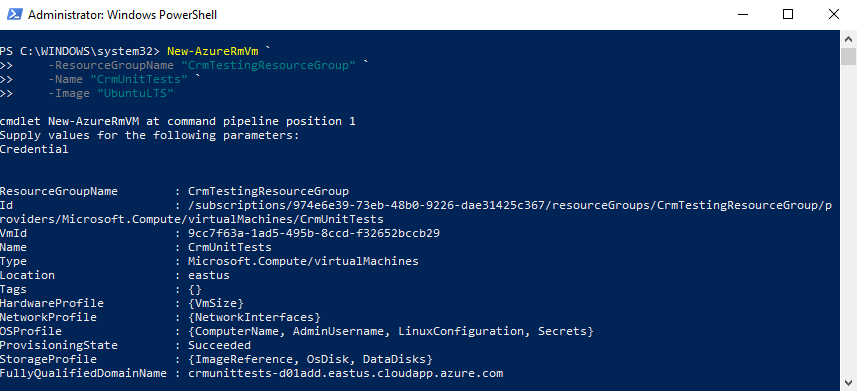 Administrator: Windows PowerShell
PS C:\WINDOWS\system32> New-AzureRmVm `
>>     -ResourceGroupName "CrmTestingResourceGroup" `
>>     -Name "CrmUnitTests" `
>>     -Image "UbuntuLTS"
cmdlet New-AzureRmVM at command pipeline position 1
Supply values for the following parameters:
Credential
ResourceGroupName        : CrmTestingResourceGroup
Id                       : /subscriptions/974e6e39-73eb-48b0-9226-dae31425c367/resourceGroups/CrmTestingResourceGroup/p
roviders/Microsoft.Compute/virtualMachines/CrmUnitTests
VmId                     : 9cc7f63a-1ad5-495b-8ccd-f32652bccb29
Name                     : CrmUnitTests
Type                     : Microsoft.Compute/virtualMachines
Location                 : eastus
Tags                     : {}
HardwareProfile          : {VmSize}
NetworkProfile           : {NetworkInterfaces}
OSProfile                : {ComputerName, AdminUsername, LinuxConfiguration, Secrets}
ProvisioningState        : Succeeded
StorageProfile           : {ImageReference, OsDisk, DataDisks}
FullyQualifiedDomainName : crmunittests-d01add.eastus.cloudapp.azure.com